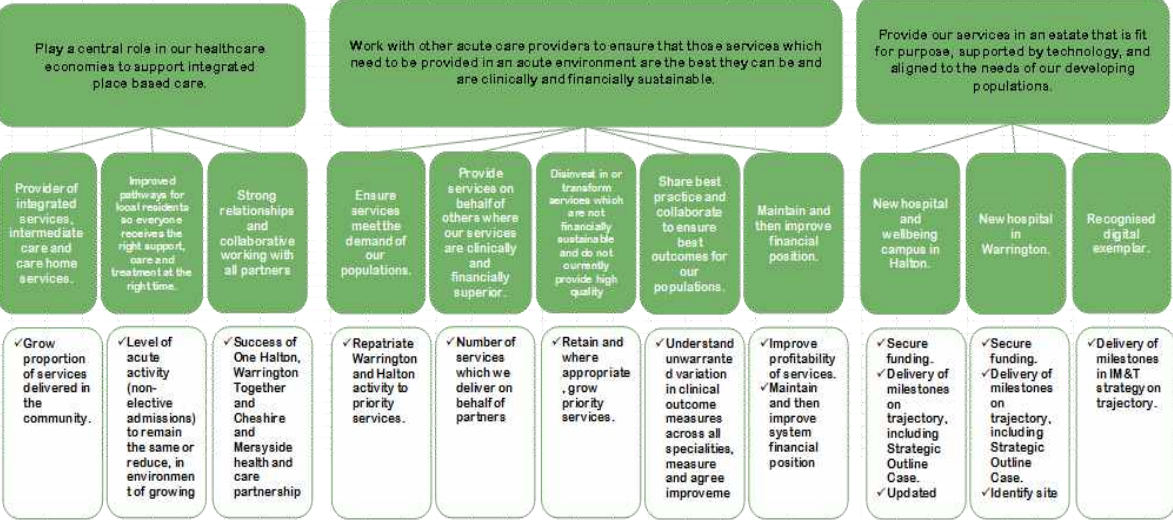 Play a central role in our healthcare
economies to support integrated
place based care.
Work with other acute care providers to ensure that those services which
need to be provided in an acute environment are the best they can be and
are clinically and financially sustainable.
Provide our services in an estate that is fit
for purpose, supported by technology, and
aligned to the needs of our developing
populations.
Provider of
integrated
services,
intermediate
care and
care home
services.
Improved
pathways for
local residents
so everyone
receives the
right support,
care and
treatment at the
right time.
Strong
relationships
and
collaborative
working with
all partners
Ensure
services
meet the
demand of
our
populations.
Provide
services on
behalf of
others where
our services
are clinically
and
financially
superior.
Disinvest in or
transform
services which
are not
financially
sustainable
and do not
currently
provide high
quality
Share best
practice and
collaborate
to ensure
best
outcomes for
our
populations.
Maintain and
then improve
financial
position.
New hospital
and
wellbeing
campus in
Halton.
New hospital
in
Warrington.
Recognised
digital
exemplar.
✓Grow
proportion
of services
delivered in
the
community.
✓Level of
acute
activity
(non-
elective
admissions)
to remain
the same or
reduce, in
environmen
t of growing
✓Success of
One Halton,
Warrington
Together
and
Cheshire
and
Mersyside
health and
care
partnership
✓Repatriate
Warrington
and Halton
activity to
priority
services.
✓Number of
services
which we
deliver on
behalf of
partners
✓Retain and
where
appropriate
, grow
priority
services.
✓Understand
unwarrante
d variation
in clinical
outcome
measures
across all
specialities,
measure
and agree
improveme
✓Improve
profitability
of services.
✓Maintain
and then
improve
system
financial
position
✓Secure
funding.
✓Delivery of
milestones
on
trajectory,
including
Strategic
Outline
Case.
✓Updated
✓Secure
funding.
✓Delivery of
milestones
on
trajectory,
including
Strategic
Outline
Case.
✓Identify site
✓Delivery of
milestones
in IM&T
strategy on
trajectory.